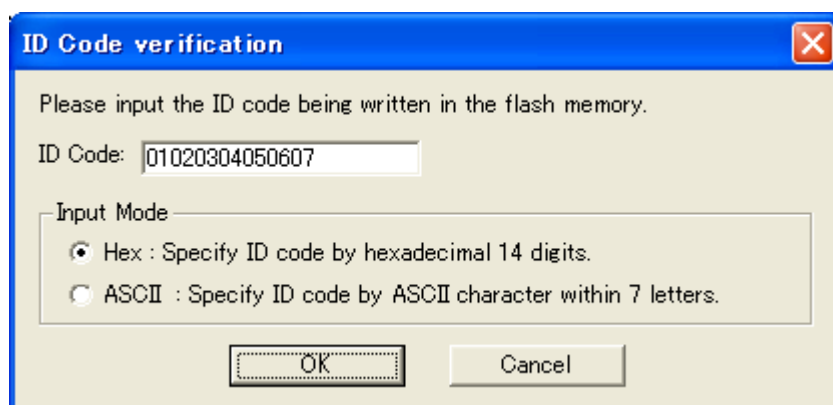 ID Code verification
Please input the ID code being written in the flash memory.
ID Code: 01020304050607
Input Mode
Hex : Specify ID code by hexadecimal 14 digits.
ASCII : Specify ID code by ASCII character within 7 letters.
OK Cancel